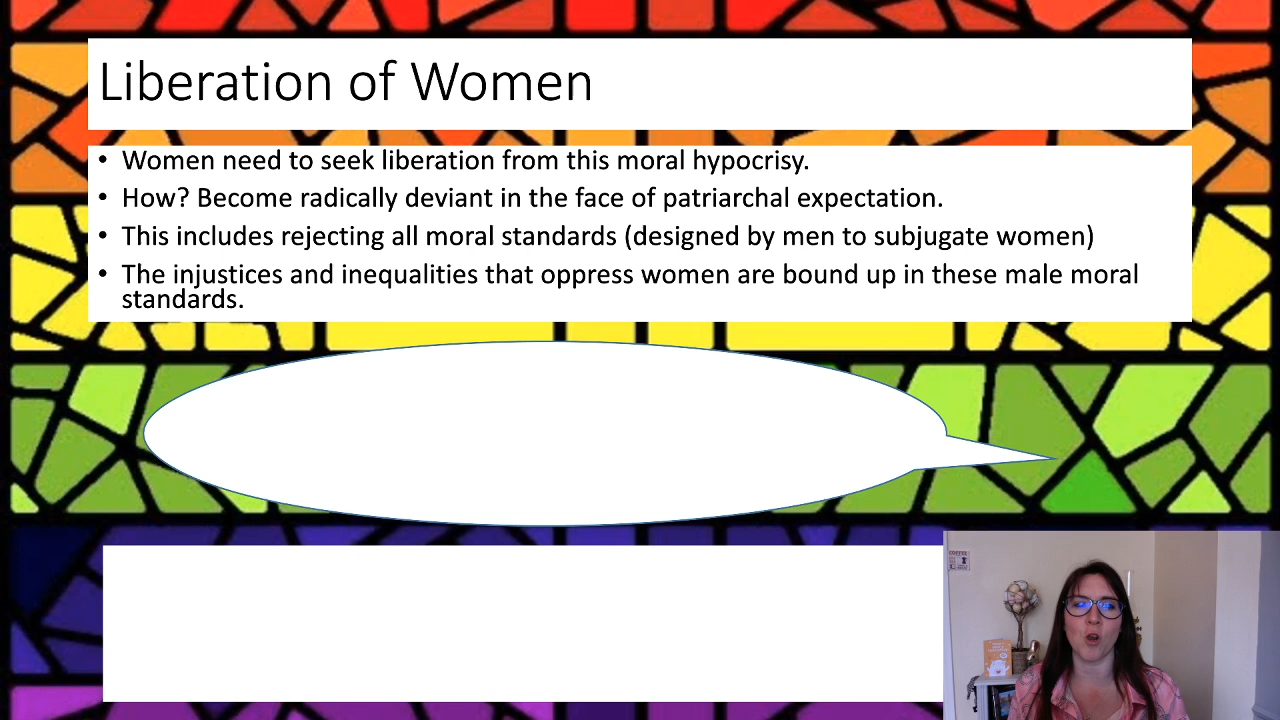 Liberation of Women
• Women need to seek liberation from this moral hypocrisy.
• How? Become radically deviant in the face of patriarchal expectation.
• This includes rejecting all moral standards (designed by men to subjugate women)
• The injustices and inequalities that oppress women are bound up in these male moral
standards.